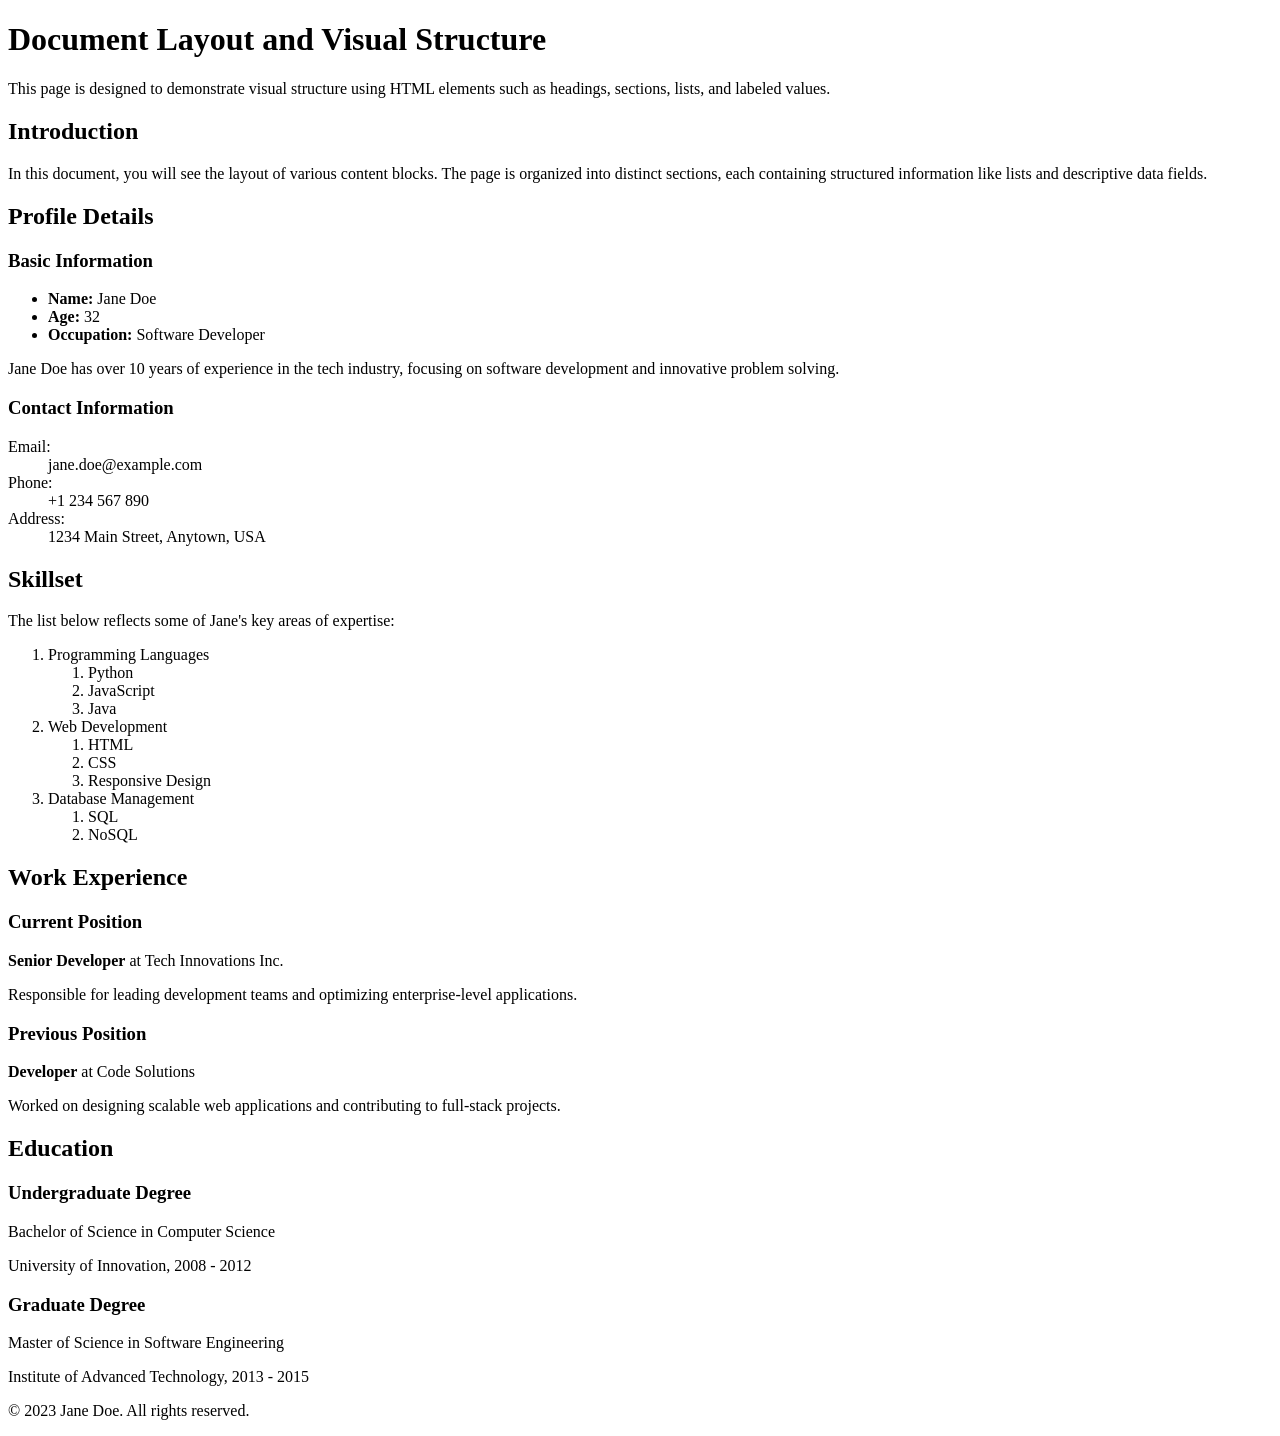 Document Layout and Visual Structure
This page is designed to demonstrate visual structure using HTML elements such as headings, sections, lists, and labeled values.
Introduction
In this document, you will see the layout of various content blocks. The page is organized into distinct sections, each containing structured information like lists and descriptive data fields.
Profile Details
Basic Information
• Name: Jane Doe
• Age: 32
• Occupation: Software Developer
Jane Doe has over 10 years of experience in the tech industry, focusing on software development and innovative problem solving.
Contact Information
Email:
jane.doe@example.com
Phone:
+1 234 567 890
Address:
1234 Main Street, Anytown, USA
Skillset
The list below reflects some of Jane's key areas of expertise:
1. Programming Languages
1. Python
2. JavaScript
3. Java
2. Web Development
1. HTML
2. CSS
3. Responsive Design
3. Database Management
1. SQL
2. NoSQL
Work Experience
Current Position
Senior Developer at Tech Innovations Inc.
Responsible for leading development teams and optimizing enterprise-level applications.
Previous Position
Developer at Code Solutions
Worked on designing scalable web applications and contributing to full-stack projects.
Education
Undergraduate Degree
Bachelor of Science in Computer Science
University of Innovation, 2008 - 2012
Graduate Degree
Master of Science in Software Engineering
Institute of Advanced Technology, 2013 - 2015
© 2023 Jane Doe. All rights reserved.